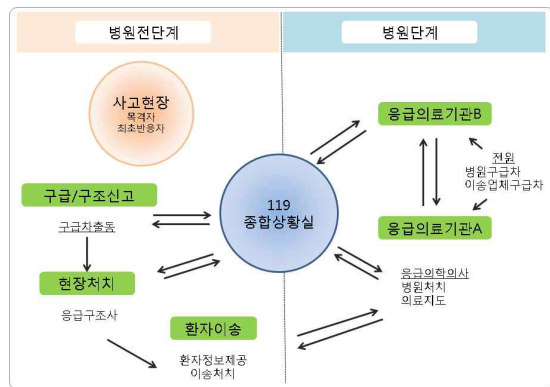 병원전단계
병원단계
사고현장
목격자
최초반응자
응급의료기관B
전원
병원구급차
이송업체구급차
구급/구조신고
119
종합상황실
구급차출동
응급의료기관A
현장처치
응급의학의사
병원처치
의료지도
응급구조사
환자이송
환자정보제공
이송처치